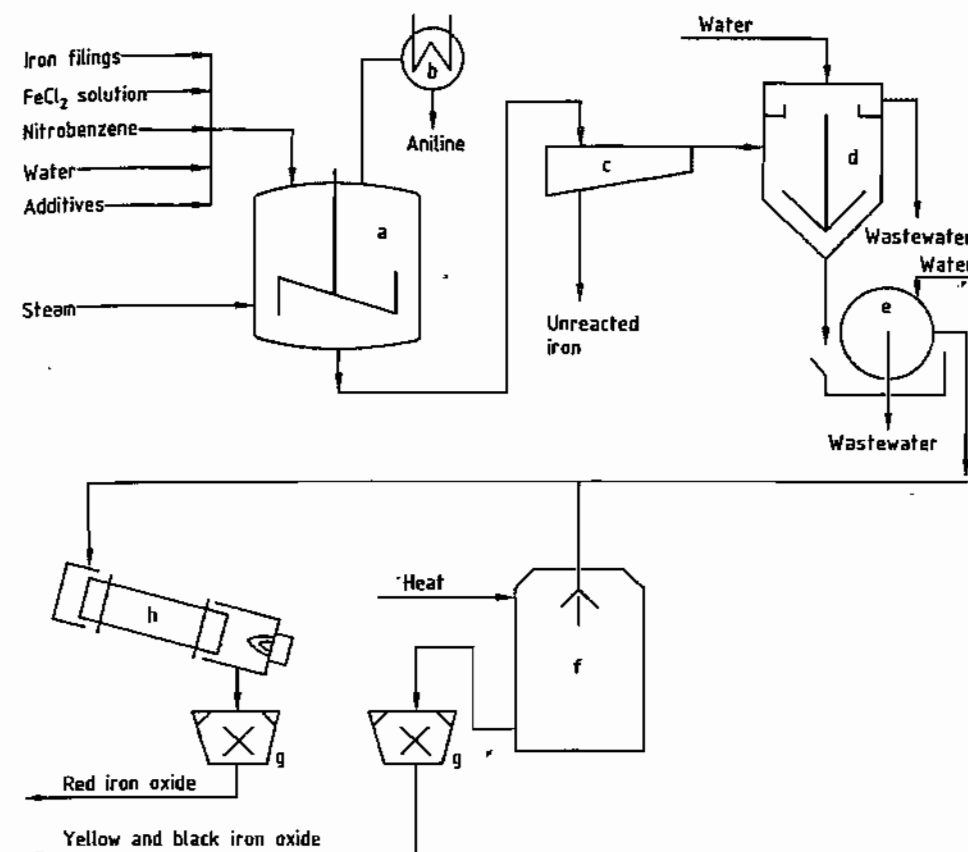 Iron filings
FeCl₂ solution
Nitrobenzene
Water
Additives
Steam
a
b
Aniline
c
Unreacted
iron
Water
d
Wastewater
Water
e
Wastewater
h
g
Red iron oxide
Heat
f
g
Yellow and black iron oxide